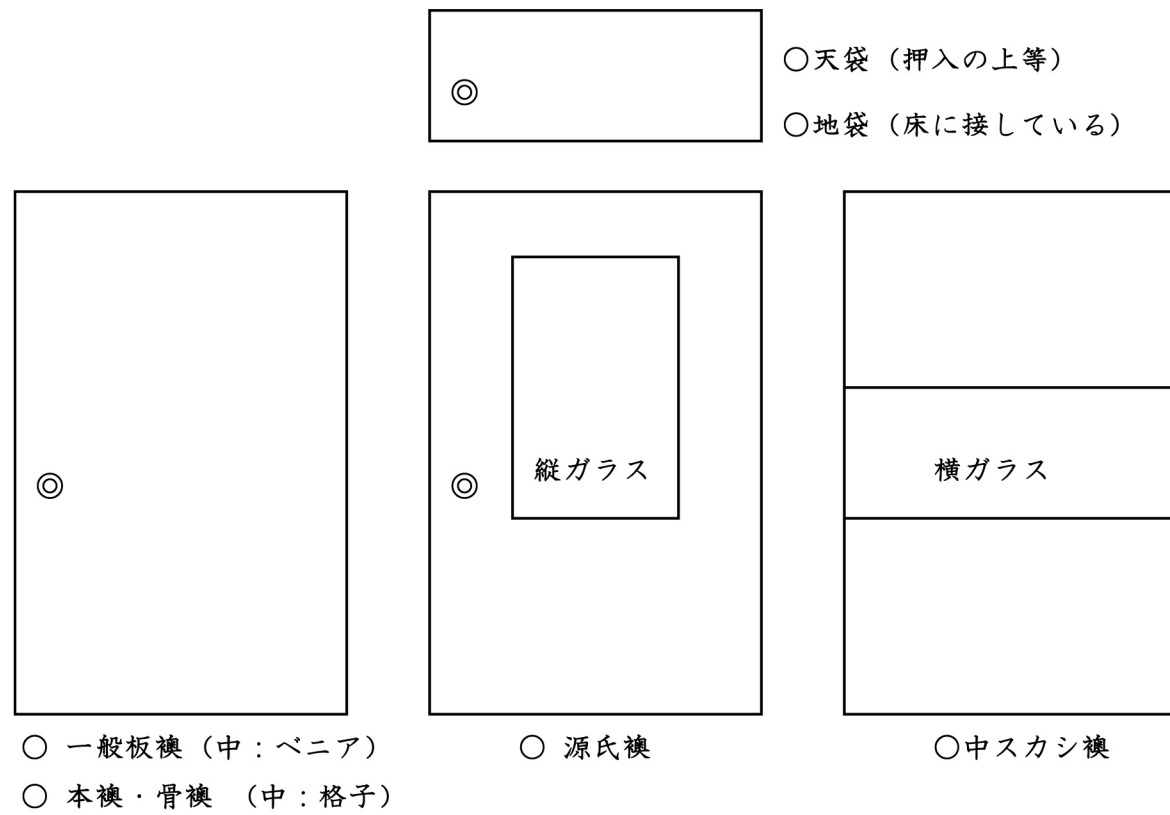 ○天袋（押入の上等）
○地袋（床に接している）
縦ガラス
横ガラス
○ 一般板襖（中：ベニア）
○ 本襖・骨襖 （中：格子）
○ 源氏襖
○中スカシ襖